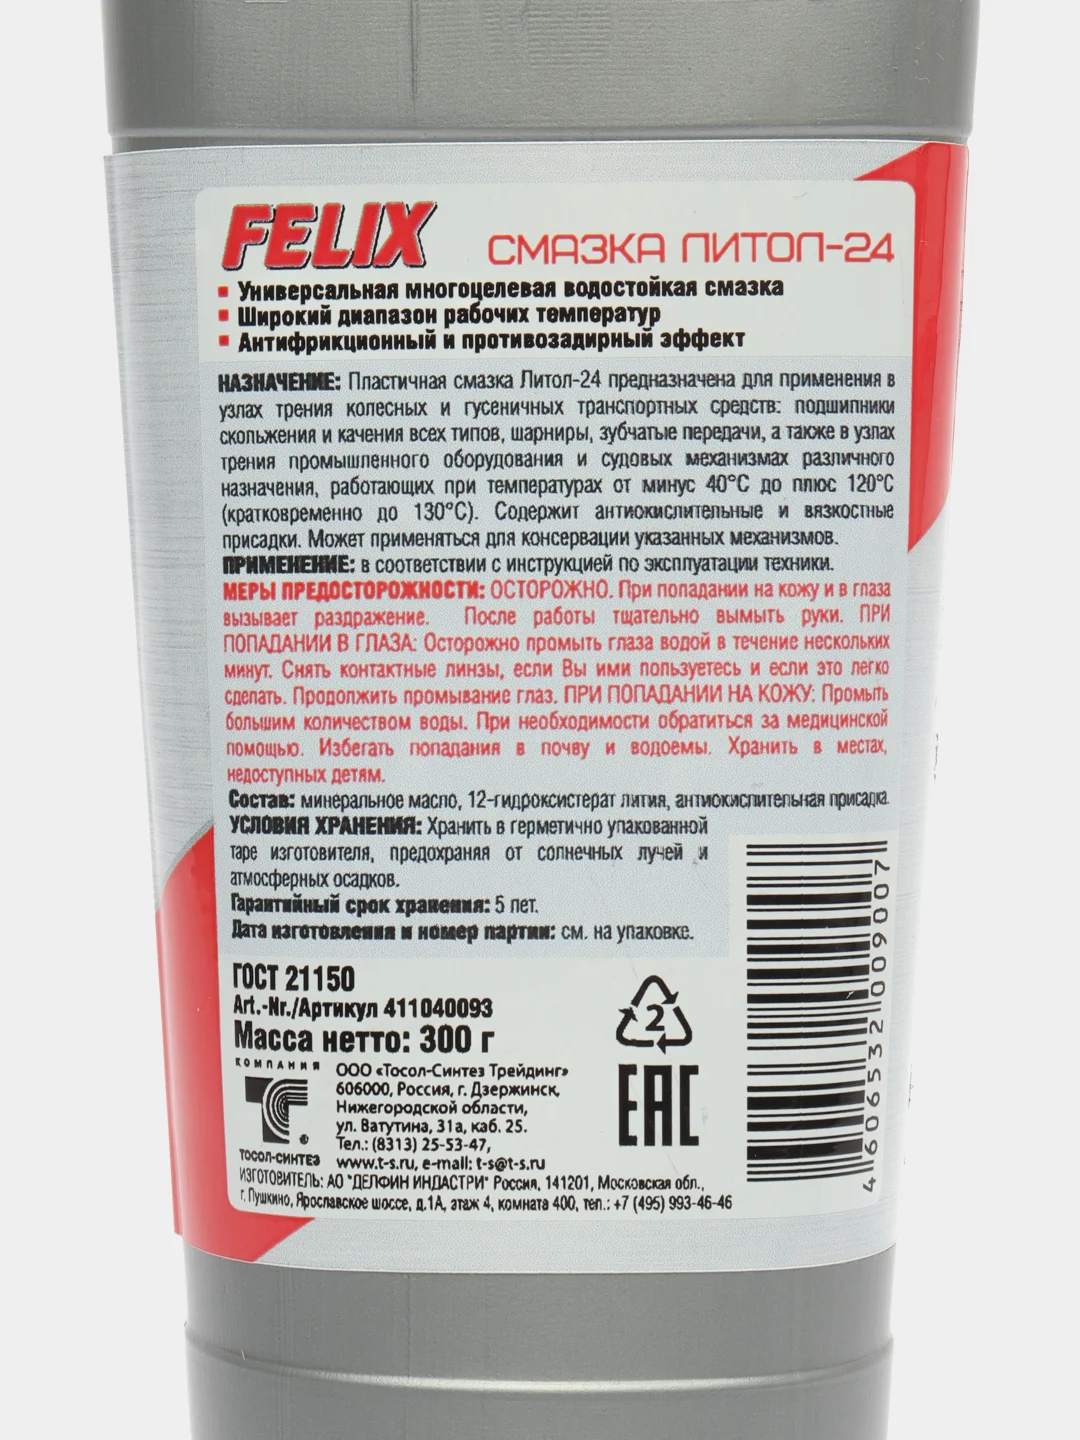 FELIX
СМАЗКА ЛИТОЛ-24
Универсальная многоцелевая водостойкая смазка
Широкий диапазон рабочих температур
Антифрикционный и противозадирный эффект
НАЗНАЧЕНИЕ: Пластичная смазка Литол-24 предназначена для применения в
узлах трения колесных и гусеничных транспортных средств: подшипники
скольжения и качения всех типов, шарниры, зубчатые передачи, а также в узлах
трения промышленного оборудования и судовых механизмах различного
назначения, работающих при температурах от минус 40°С до плюс 120°С
(кратковременно до 130°С). Содержит антиокислительные и вязкостные
присадки. Может применяться для консервации указанных механизмов.
ПРИМЕНЕНИЕ: в соответствии с инструкцией по эксплуатации техники.
МЕРЫ ПРЕДОСТОРОЖНОСТИ: ОСТОРОЖНО. При попадании на кожу и в глаза
вызывает раздражение. После работы тщательно вымыть руки. ПРИ
ПОПАДАНИИ В ГЛАЗА: Осторожно промыть глаза водой в течение нескольких
минут. Снять контактные линзы, если Вы ими пользуетесь и если это легко
сделать. Продолжить промывание глаз. ПРИ ПОПАДАНИИ НА КОЖУ: Промыть
большим количеством воды. При необходимости обратиться за медицинской
помощью. Избегать попадания в почву и водоемы. Хранить в местах,
недоступных детям.
Состав: минеральное масло, 12-гидроксистерат лития, антиокислительная присадка.
УСЛОВИЯ ХРАНЕНИЯ: Хранить в герметично упакованной
таре изготовителя, предохраняя от солнечных лучей и
атмосферных осадков.
Гарантийный срок хранения: 5 лет.
Дата изготовления и номер партии: см. на упаковке.
ГОСТ 21150
Art.-Nr./Артикул 411040093
Масса нетто: 300 г
КОМПАНИЯ
ТОСОЛ-СИНТЕЗ
ООО «Тосол-Синтез Трейдинг»
606000, Россия, г. Дзержинск,
Нижегородской области,
ул. Ватутина, 31а, каб. 25.
Тел.: (8313) 25-53-47,
www.t-s.ru, e-mail: t-s@t-s.ru
ИЗГОТОВИТЕЛЬ: АО "ДЕЛФИН ИНДАСТРИ" Россия, 141201, Московская обл.,
г. Пушкино, Ярославское шоссе, д.1А, этаж 4, комната 400, тел.: +7 (495) 993-46-46
2
ЕАС
4 606532 009007